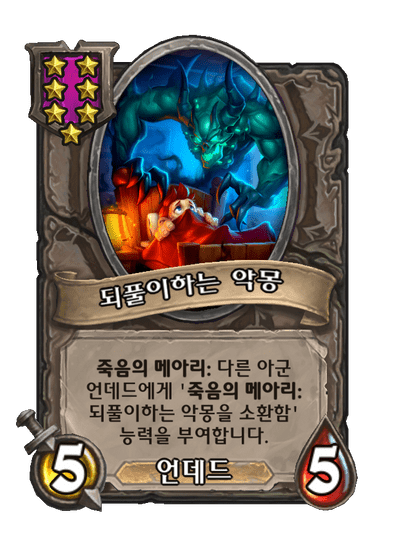 되풀이하는 악몽
죽음의 메아리: 다른 아군
언데드에게 '죽음의 메아리:
되풀이하는 악몽을 소환함'
능력을 부여합니다.
5
언데드
5